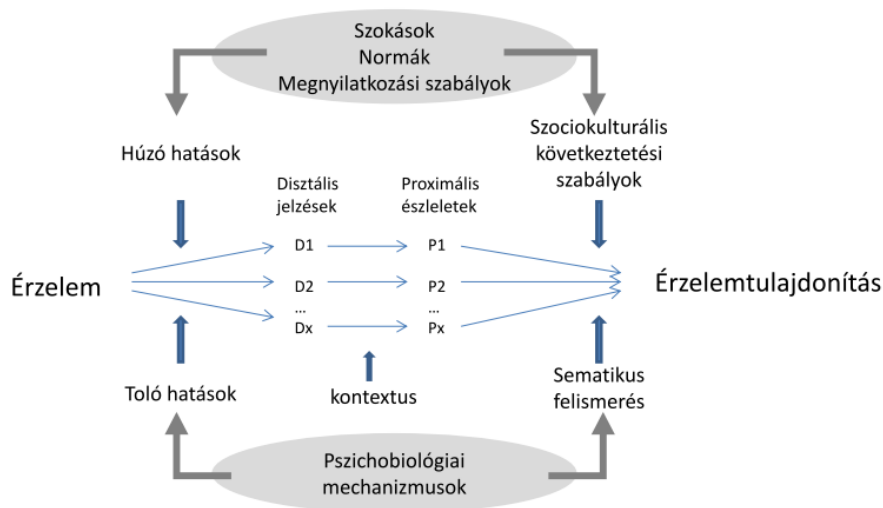 Szokások
Normák
Megnyilatkozási szabályok
Húzó hatások
Szociokulturális
következtetési
szabályok
Disztális
jelzések
Proximális
észleletek
D1
P1
Érzelem
D2
P2
Érzelemtulajdonítás
...
...
Dx
Px
Toló hatások
kontextus
Sematikus
felismerés
Pszichobiológiai
mechanizmusok